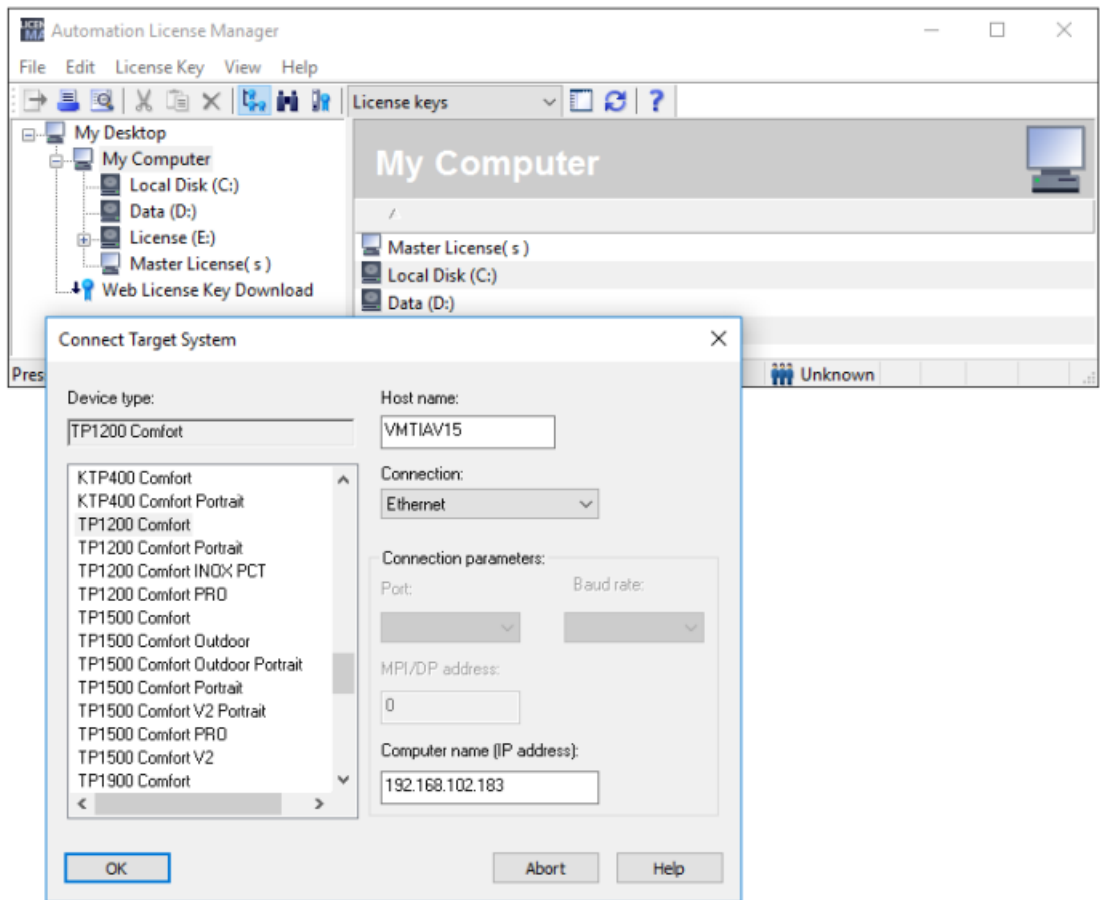 Automation License Manager
File Edit License Key View Help
License keys
My Desktop
My Computer
Local Disk (C:)
Data (D:)
License (E:)
Master License( s )
Web License Key Download
My Computer
Master License( s )
Local Disk (C:)
Data (D:)
Pres
Unknown
Connect Target System
Device type:
TP1200 Comfort
KTP400 Comfort
KTP400 Comfort Portrait
TP1200 Comfort
TP1200 Comfort Portrait
TP1200 Comfort INOX PCT
TP1200 Comfort PRO
TP1500 Comfort
TP1500 Comfort Outdoor
TP1500 Comfort Outdoor Portrait
TP1500 Comfort Portrait
TP1500 Comfort V2 Portrait
TP1500 Comfort PRO
TP1500 Comfort V2
TP1900 Comfort
Host name:
VMTIAV15
Connection:
Ethernet
Connection parameters:
Port: Baud rate:
MPI/DP address:
0
Computer name (IP address):
192.168.102.183
OK Abort Help